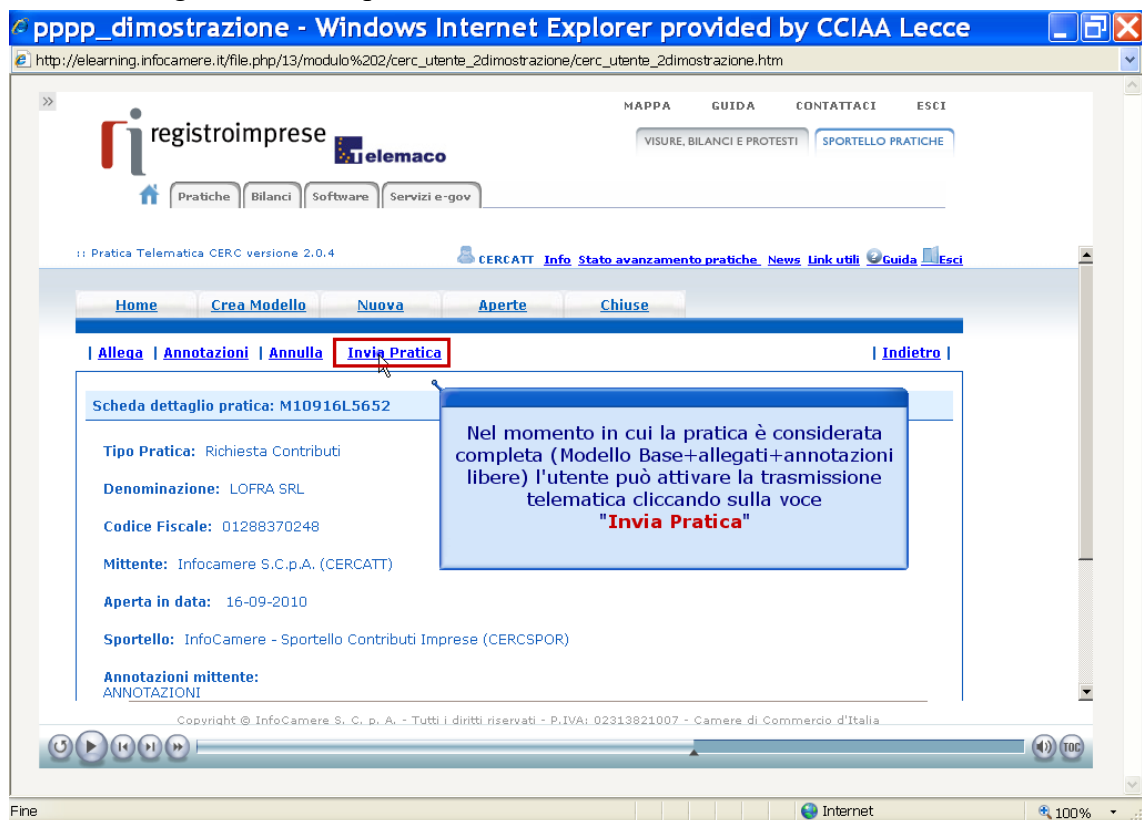 pppp_dimostrazione - Windows Internet Explorer provided by CCIAA Lecce
http://elearning.infocamere.it/file.php/13/modulo%202/cerc_utente_2dimostrazione/cerc_utente_2dimostrazione.htm
MAPPA GUIDA CONTATTACI ESCI
registroimprese
Telemaco
VISURE, BILANCI E PROTESTI SPORTELLO PRATICHE
Pratiche Bilanci Software Servizi e-gov
:: Pratica Telematica CERC versione 2.0.4
CERCATT Info Stato avanzamento pratiche News Link utili Guida Esci
Home Crea Modello Nuova Aperte Chiuse
| Allega | Annotazioni | Annulla Invia Pratica | Indietro |
Scheda dettaglio pratica: M10916L5652
Tipo Pratica: Richiesta Contributi
Denominazione: LOFRA SRL
Codice Fiscale: 01288370248
Mittente: Infocamere S.C.p.A. (CERCATT)
Aperta in data: 16-09-2010
Sportello: InfoCamere - Sportello Contributi Imprese (CERCSPOR)
Annotazioni mittente:
ANNOTAZIONI
Nel momento in cui la pratica è considerata
completa (Modello Base+allegati+annotazioni
libere) l'utente può attivare la trasmissione
telematica cliccando sulla voce
"Invia Pratica"
Copyright © InfoCamere S. C. p. A. - Tutti i diritti riservati - P.IVA: 02313821007 - Camere di Commercio d'Italia
TOC
Fine Internet 100%